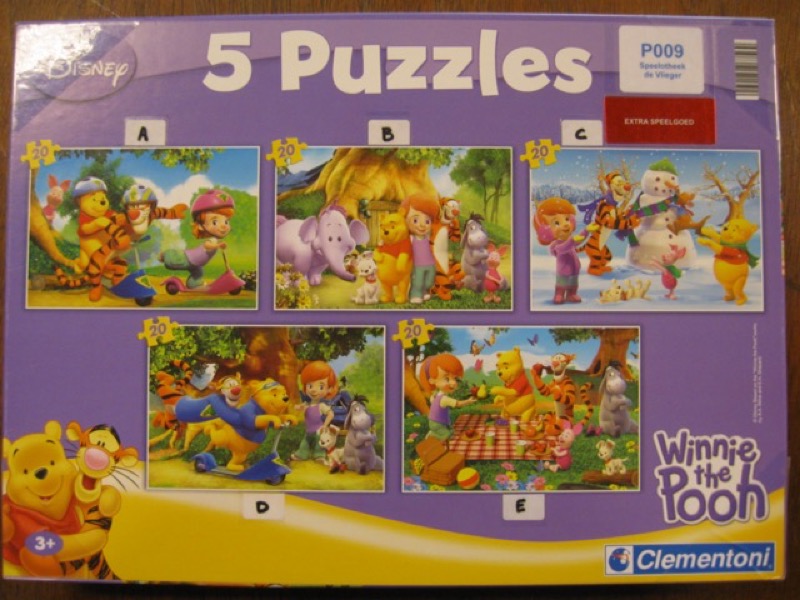 Disney
5 Puzzles
P009
Speelotheek
de Vlieger
EXTRA SPEELGOED
A
B
C
20
20
20
20
20
D
E
Winnie
the
Pooh
3+
Clementoni